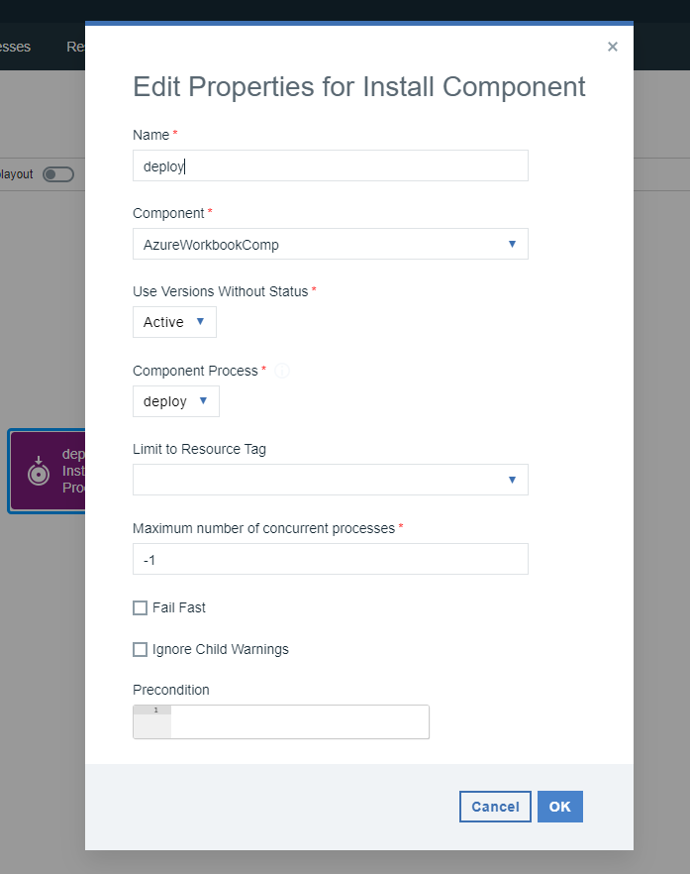 esses Re
×
Edit Properties for Install Component
Name *
deploy
Component *
AzureWorkbookComp
Use Versions Without Status *
Active
layout
Component Process *
deploy
dep
Inst
Pro
Limit to Resource Tag
Maximum number of concurrent processes *
-1
Fail Fast
Ignore Child Warnings
Precondition
1
Cancel OK